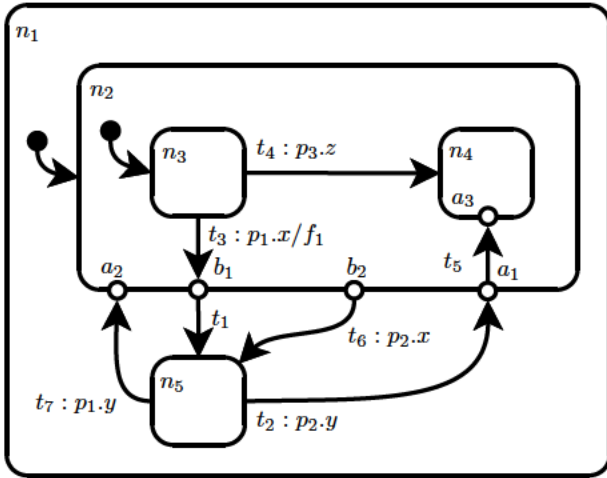 n₁
n₂
n₃
t₄ : p₃.z
n₄
a₃
t₃ : p₁.x/f₁
t₅
a₂
b₁
b₂
a₁
t₁
t₆ : p₂.x
n₅
t₇ : p₁.y
t₂ : p₂.y